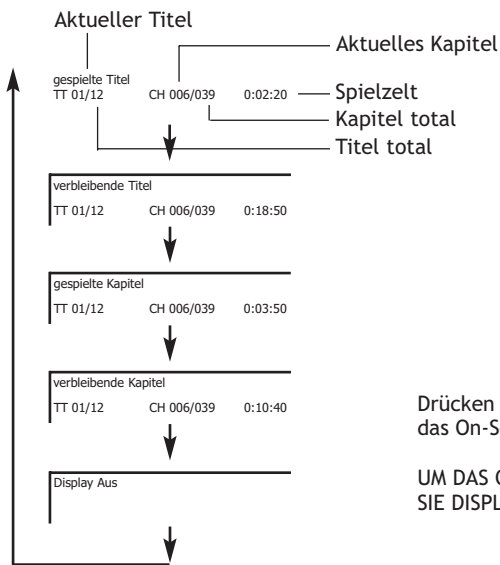 Aktueller Titel
Aktuelles Kapitel
gespielte Titel
TT 01/12 CH 006/039 0:02:20
Spielzelt
Kapitel total
Titel total
verbleibende Titel
TT 01/12 CH 006/039 0:18:50
gespielte Kapitel
TT 01/12 CH 006/039 0:03:50
verbleibende Kapitel
TT 01/12 CH 006/039 0:10:40
Drücken
das On-S
Display Aus
UM DAS
SIE DISPL